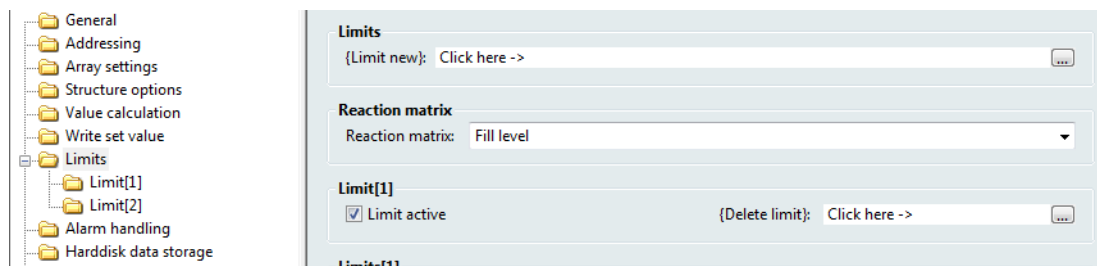 General
Addressing
Array settings
Structure options
Value calculation
Write set value
Limits
Limit[1]
Limit[2]
Alarm handling
Harddisk data storage
Limits
{Limit new}: Click here -> ...
Reaction matrix
Reaction matrix: Fill level
Limit[1]
Limit active {Delete limit}: Click here -> ...
Limits[1]